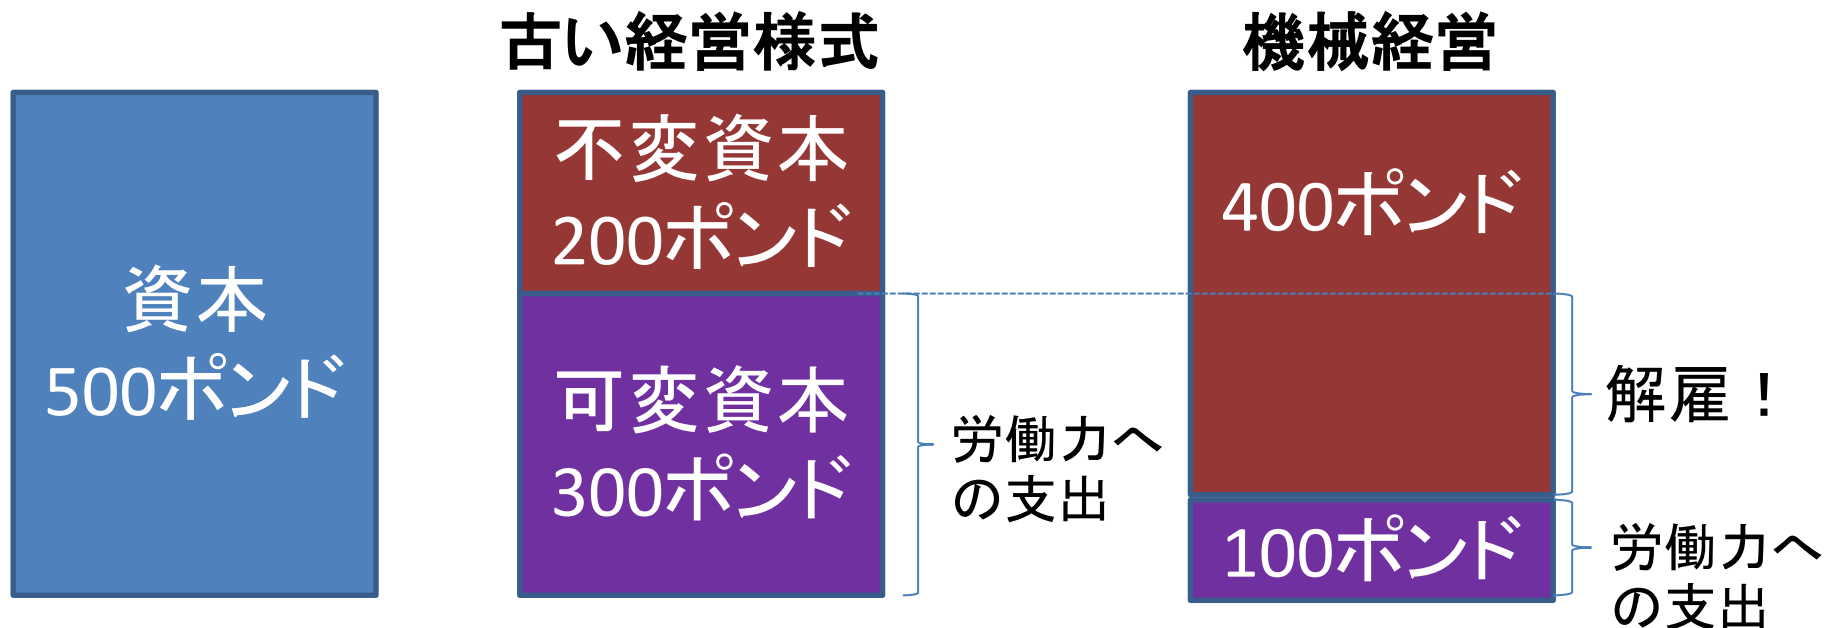 古い経営様式
機械経営
資本
500ポンド
不変資本
200ポンド
可変資本
300ポンド
労働力へ
の支出
400ポンド
100ポンド
解雇！
労働力へ
の支出